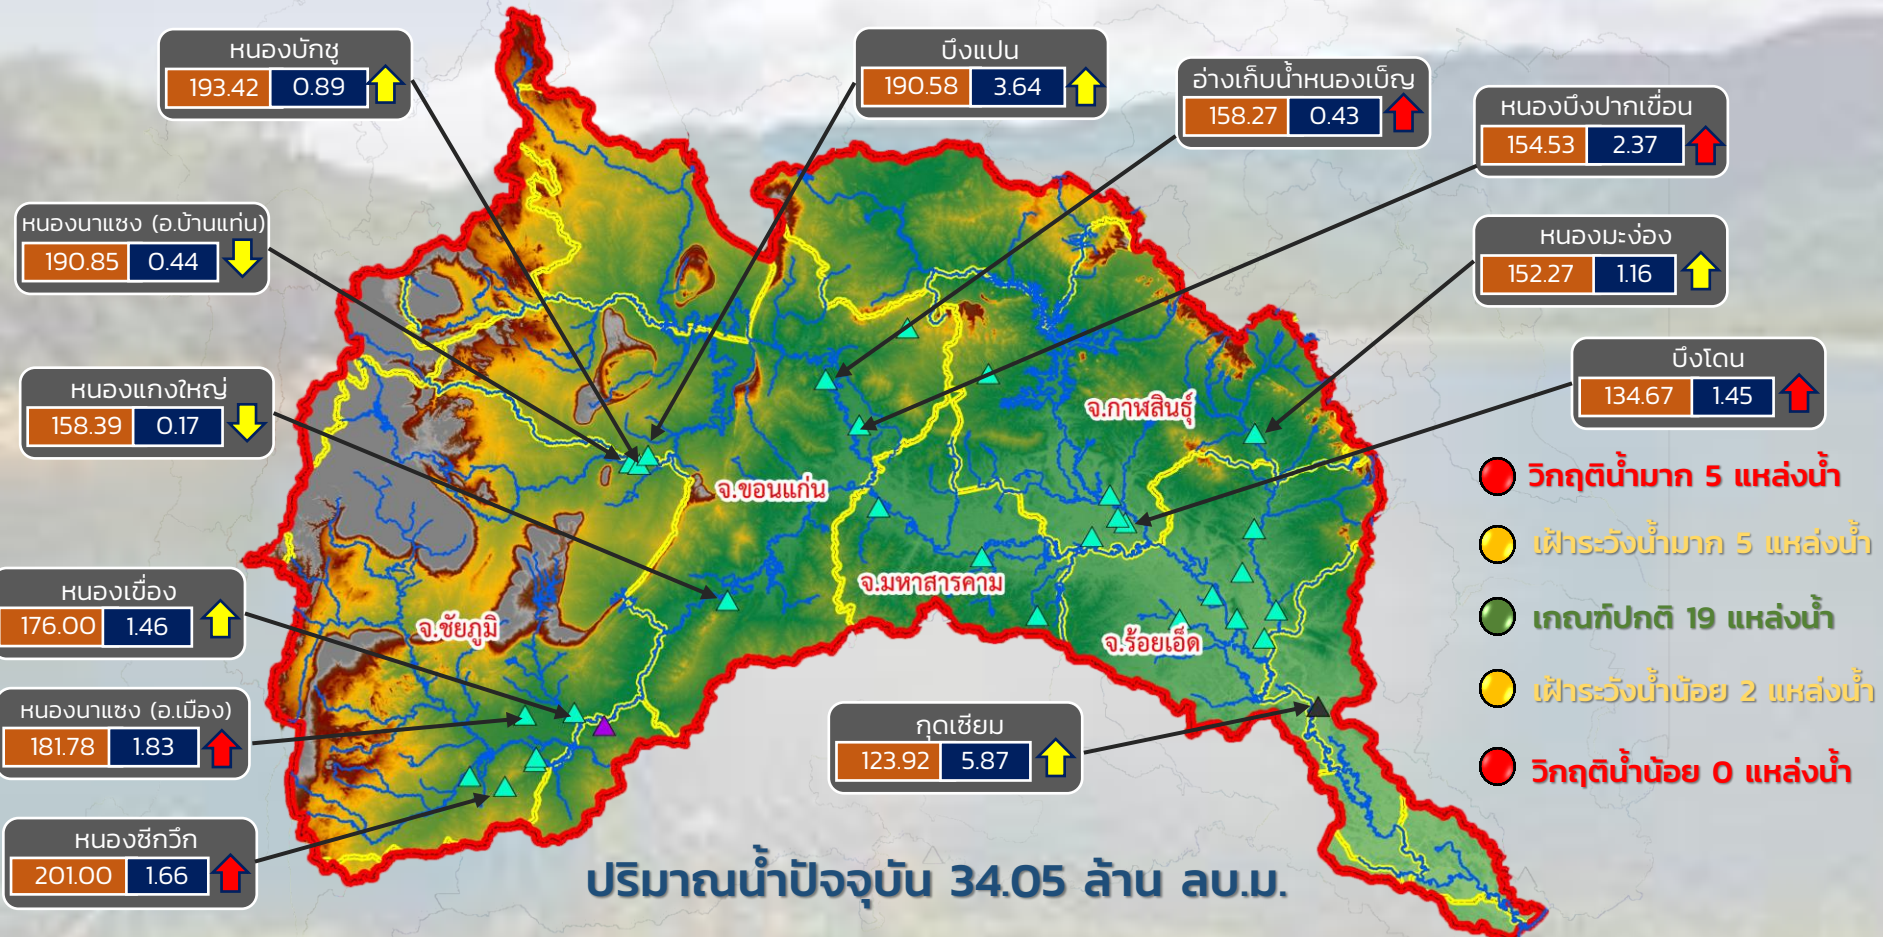 หนองบักชู
193.42 0.89
บึงแปน
190.58 3.64
อ่างเก็บน้ำหนองเบ็ญ
158.27 0.43
หนองบึงปากเขื่อน
154.53 2.37
หนองนาแซง (อ.บ้านแท่น)
190.85 0.44
หนองมะง่อง
152.27 1.16
หนองแกงใหญ่
158.39 0.17
บึงโดน
134.67 1.45
จ.กาฬสินธุ์
จ.ขอนแก่น
จ.มหาสารคาม
จ.ชัยภูมิ
จ.ร้อยเอ็ด
วิกฤติน้ำมาก 5 แหล่งน้ำ
เฝ้าระวังน้ำมาก 5 แหล่งน้ำ
เกณฑ์ปกติ 19 แหล่งน้ำ
เฝ้าระวังน้ำน้อย 2 แหล่งน้ำ
วิกฤติน้ำน้อย 0 แหล่งน้ำ
หนองเขื่อง
176.00 1.46
หนองนาแซง (อ.เมือง)
181.78 1.83
กุดเซียม
123.92 5.87
หนองซีกวึก
201.00 1.66
ปริมาณน้ำปัจจุบัน 34.05 ล้าน ลบ.ม.